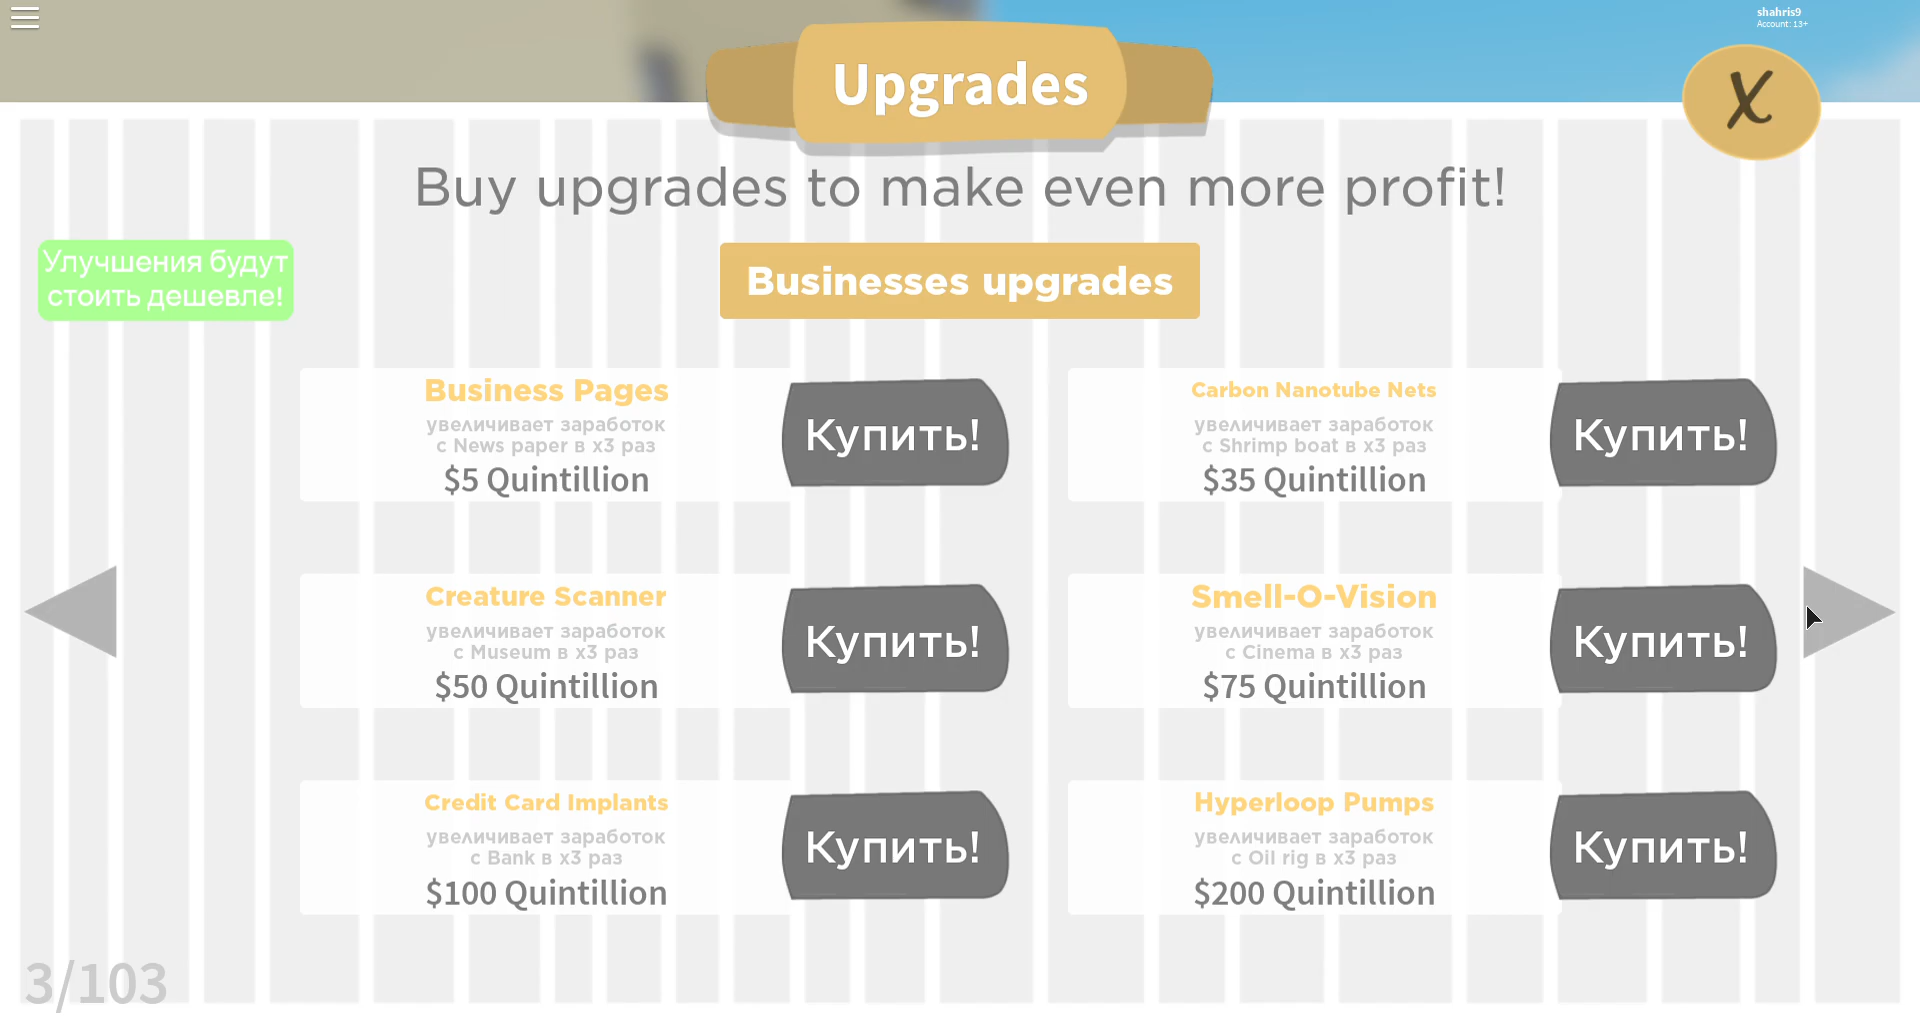 shahris9
Account: 13+
Upgrades
X
Buy upgrades to make even more profit!
Улучшения будут
стоить дешевле!
Businesses upgrades
Business Pages
увеличивает заработок
с News paper в x3 раз
$5 Quintillion
Купить!
Carbon Nanotube Nets
увеличивает заработок
с Shrimp boat в x3 раз
$35 Quintillion
Купить!
Creature Scanner
увеличивает заработок
с Museum в x3 раз
$50 Quintillion
Купить!
Smell-O-Vision
увеличивает заработок
с Cinema в x3 раз
$75 Quintillion
Купить!
Credit Card Implants
увеличивает заработок
с Bank в x3 раз
$100 Quintillion
Купить!
Hyperloop Pumps
увеличивает заработок
с Oil rig в x3 раз
$200 Quintillion
Купить!
3/103